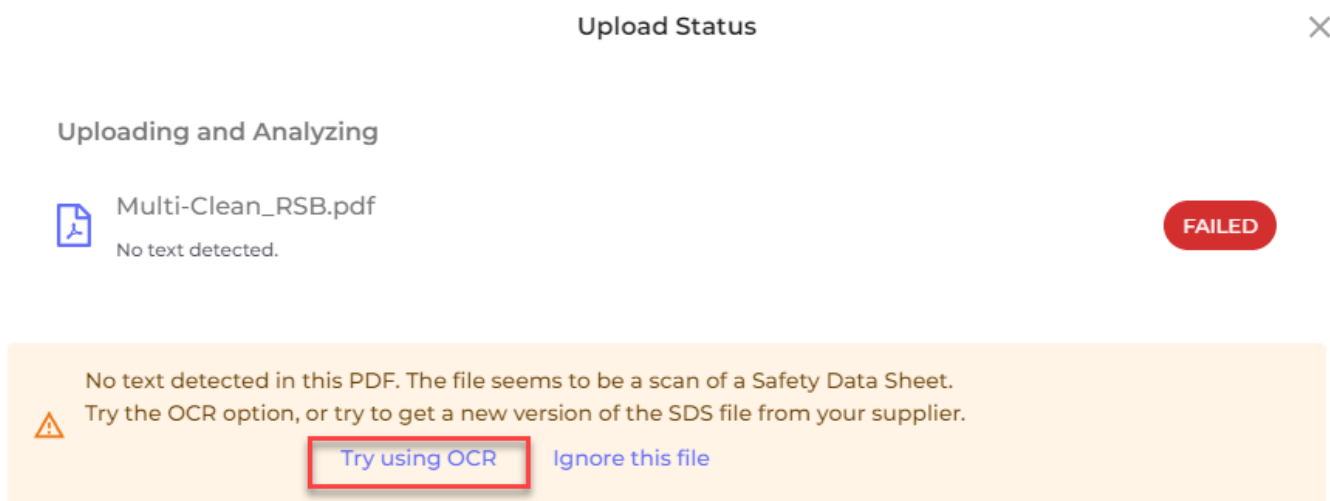 Upload Status
Uploading and Analyzing
Multi-Clean_RSB.pdf
No text detected.
FAILED
No text detected in this PDF. The file seems to be a scan of a Safety Data Sheet.
Try the OCR option, or try to get a new version of the SDS file from your supplier.
Try using OCR Ignore this file